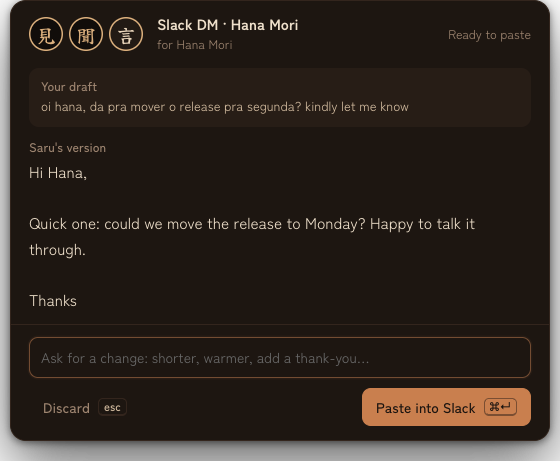 見 聞 言
Slack DM · Hana Mori
for Hana Mori
Ready to paste
Your draft
oi hana, da pra mover o release pra segunda? kindly let me know
Saru's version
Hi Hana,
Quick one: could we move the release to Monday? Happy to talk it
through.
Thanks
Ask for a change: shorter, warmer, add a thank-you...
Discard esc
Paste into Slack ⌘↵